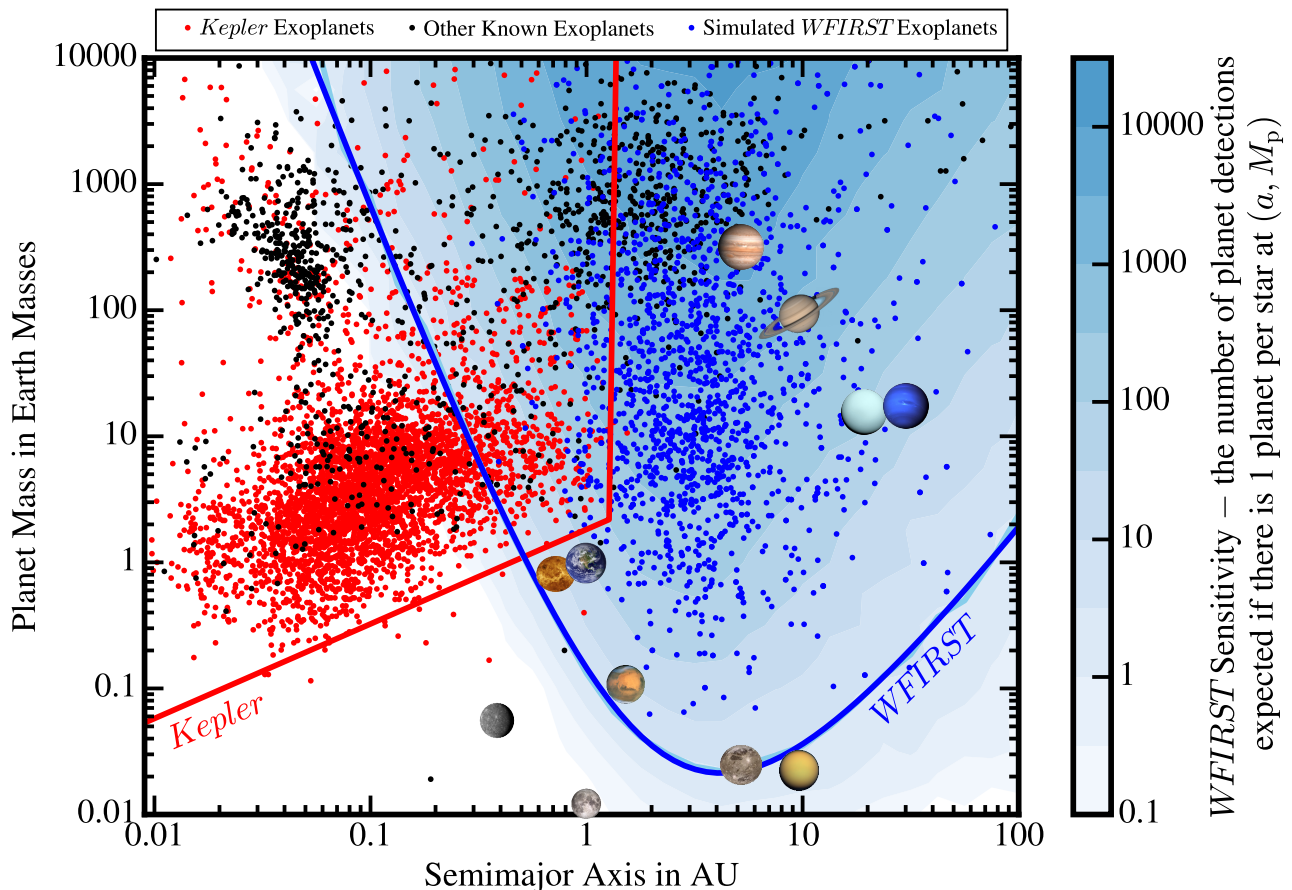 Kepler Exoplanets
Other Known Exoplanets
Simulated WFIRST Exoplanets
10000
1000
100
10
1
0.1
0.01
Planet Mass in Earth Masses
0.01
0.1
1
10
100
Semimajor Axis in AU
Kepler
WFIRST
10000
1000
100
10
1
0.1
WFIRST Sensitivity – the number of planet detections
expected if there is 1 planet per star at (a, Mp)